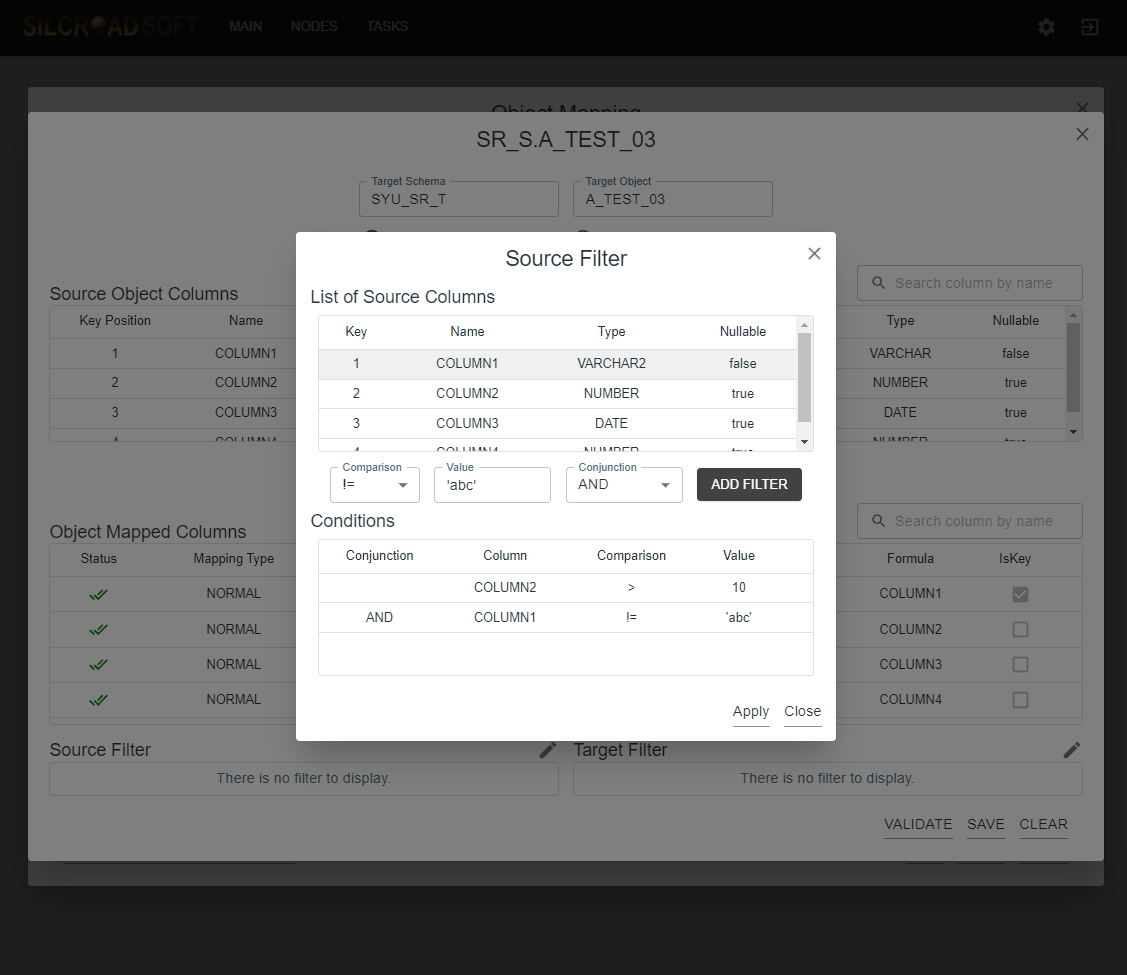 SILCROADSOFT MAIN NODES TASKS
Object Mapping
SR_S.A_TEST_03
Target Schema Target Object
SYU_SR_T A_TEST_03
Source Filter
List of Source Columns
Key Name Type Nullable
1 COLUMN1 VARCHAR2 false
2 COLUMN2 NUMBER true
3 COLUMN3 DATE true
4 COLUMN4 NUMBER true
Comparison Value Conjunction
!= 'abc' AND ADD FILTER
Conditions
Conjunction Column Comparison Value
COLUMN2 > 10
AND COLUMN1 != 'abc'
Apply Close
Source Object Columns
Key Position Name
1 COLUMN1
2 COLUMN2
3 COLUMN3
4 COLUMN4
Search column by name
Type Nullable
VARCHAR false
NUMBER true
DATE true
NUMBER true
Object Mapped Columns
Status Mapping Type
NORMAL
NORMAL
NORMAL
NORMAL
Search column by name
Formula IsKey
COLUMN1
COLUMN2
COLUMN3
COLUMN4
Source Filter Target Filter
There is no filter to display. There is no filter to display.
VALIDATE SAVE CLEAR